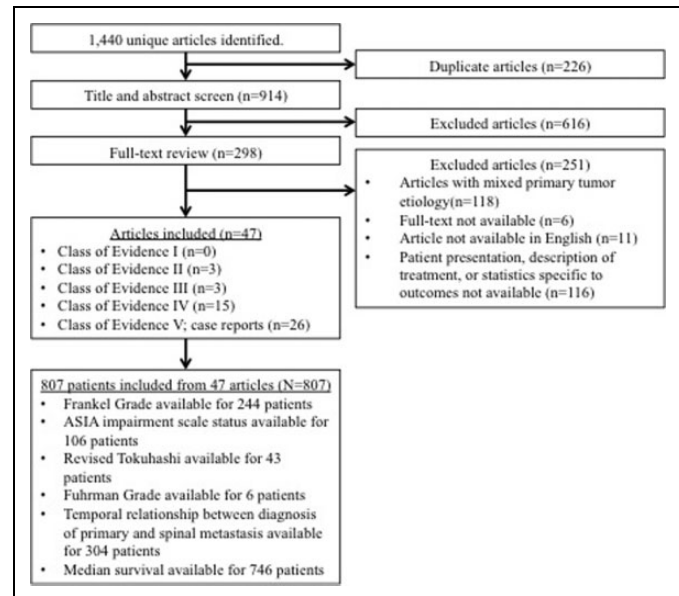 1,440 unique articles identified.
Duplicate articles (n=226)
Title and abstract screen (n=914)
Excluded articles (n=616)
Full-text review (n=298)
Excluded articles (n=251)
• Articles with mixed primary tumor
etiology(n=118)
• Full-text not available (n=6)
• Article not available in English (n=11)
• Patient presentation, description of
treatment, or statistics specific to
outcomes not available (n=116)
Articles included (n=47)
• Class of Evidence I (n=0)
• Class of Evidence II (n=3)
• Class of Evidence III (n=3)
• Class of Evidence IV (n=15)
• Class of Evidence V; case reports (n=26)
807 patients included from 47 articles (N=807)
• Frankel Grade available for 244 patients
• ASIA impairment scale status available for
106 patients
• Revised Tokuhashi available for 43
patients
• Fuhrman Grade available for 6 patients
• Temporal relationship between diagnosis
of primary and spinal metastasis available
for 304 patients
• Median survival available for 746 patients